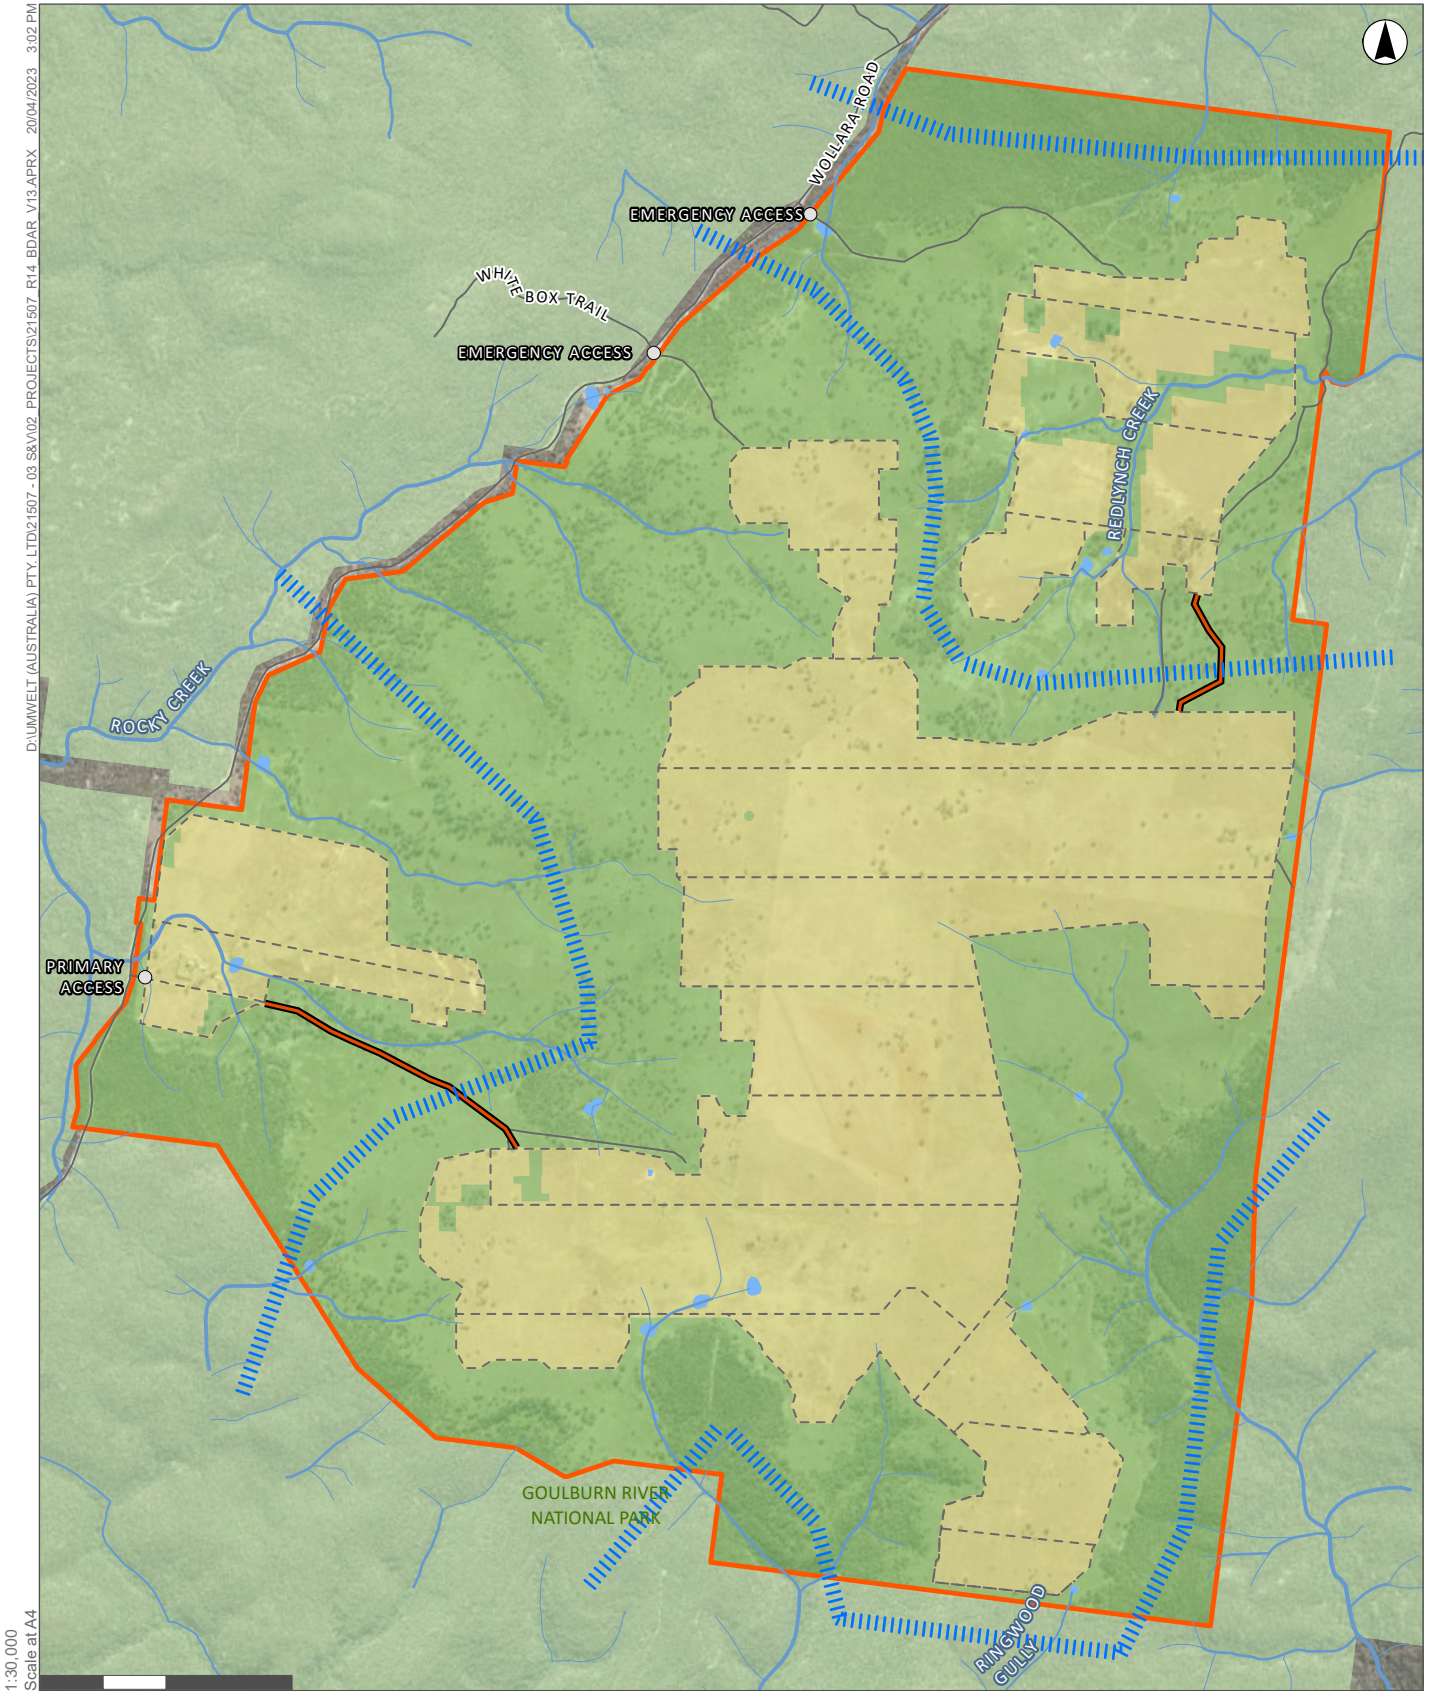 D:\UMWELT (AUSTRALIA) PTY. LTD\21507 - 03 S&V\02_PROJECTS\21507_R14_BDAR_V13.APRX 20/04/2023 3:02 PM
WOLLARA ROAD
EMERGENCY ACCESS
WHITE BOX TRAIL
EMERGENCY ACCESS
REDLYNCH CREEK
ROCKY CREEK
PRIMARY
ACCESS
GOULBURN RIVER
NATIONAL PARK
RINGWOOD
GULLY
1:30,000
Scale at A4